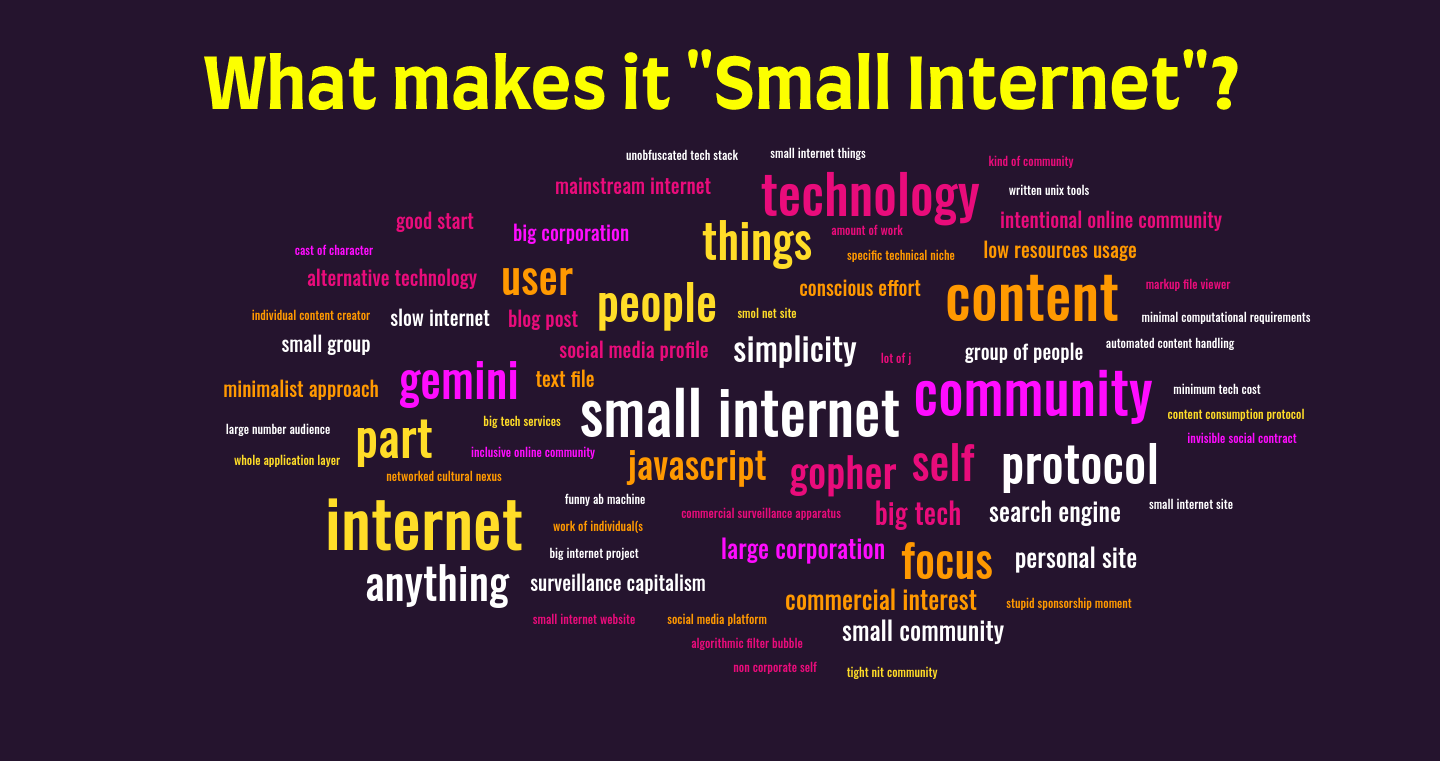 What makes it "Small Internet"?
unobfuscated tech stack
small internet things
kind of community
mainstream internet
technology
written unix tools
good start
big corporation
things
amount of work
intentional online community
cast of character
specific technical niche
low resources usage
alternative technology
user
people
conscious effort
content
markup file viewer
individual content creator
slow internet
blog post
smol net site
minimal computational requirements
small group
social media profile
simplicity
lot of j
group of people
automated content handling
minimalist approach
gemini
text file
small internet
community
minimum tech cost
large number audience
part
big tech services
content consumption protocol
whole application layer
inclusive online community
invisible social contract
networked cultural nexus
javascript
gopher
self
protocol
internet
funny ab machine
commercial surveillance apparatus
big tech
search engine
small internet site
work of individual(s
big internet project
large corporation
focus
personal site
anything
surveillance capitalism
commercial interest
stupid sponsorship moment
small internet website
social media platform
small community
algorithmic filter bubble
non corporate self
tight nit community